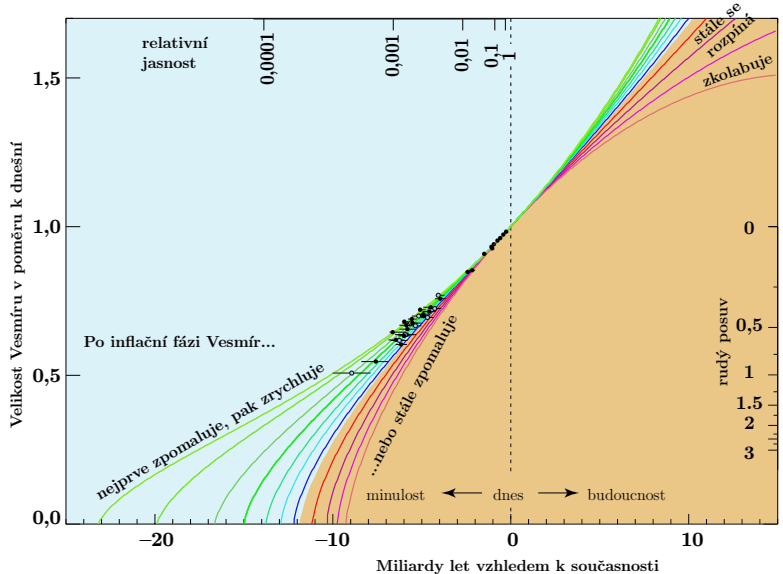 relativní
jasnost
0,0001
0,001
0,01
0,1
1
stále se
rozpíná
zkolabuje
1,5
1,0
0,5
0,0
Velikost Vesmíru v poměru k dnešní
Po inflační fázi Vesmír...
nejprve zpomaluje, pak zrychluje
...nebo stále zpomaluje
rudý posuv
0
0,5
1
1.5
2
3
minulost
dnes
budoucnost
−20
−10
0
10
Miliardy let vzhledem k současnosti